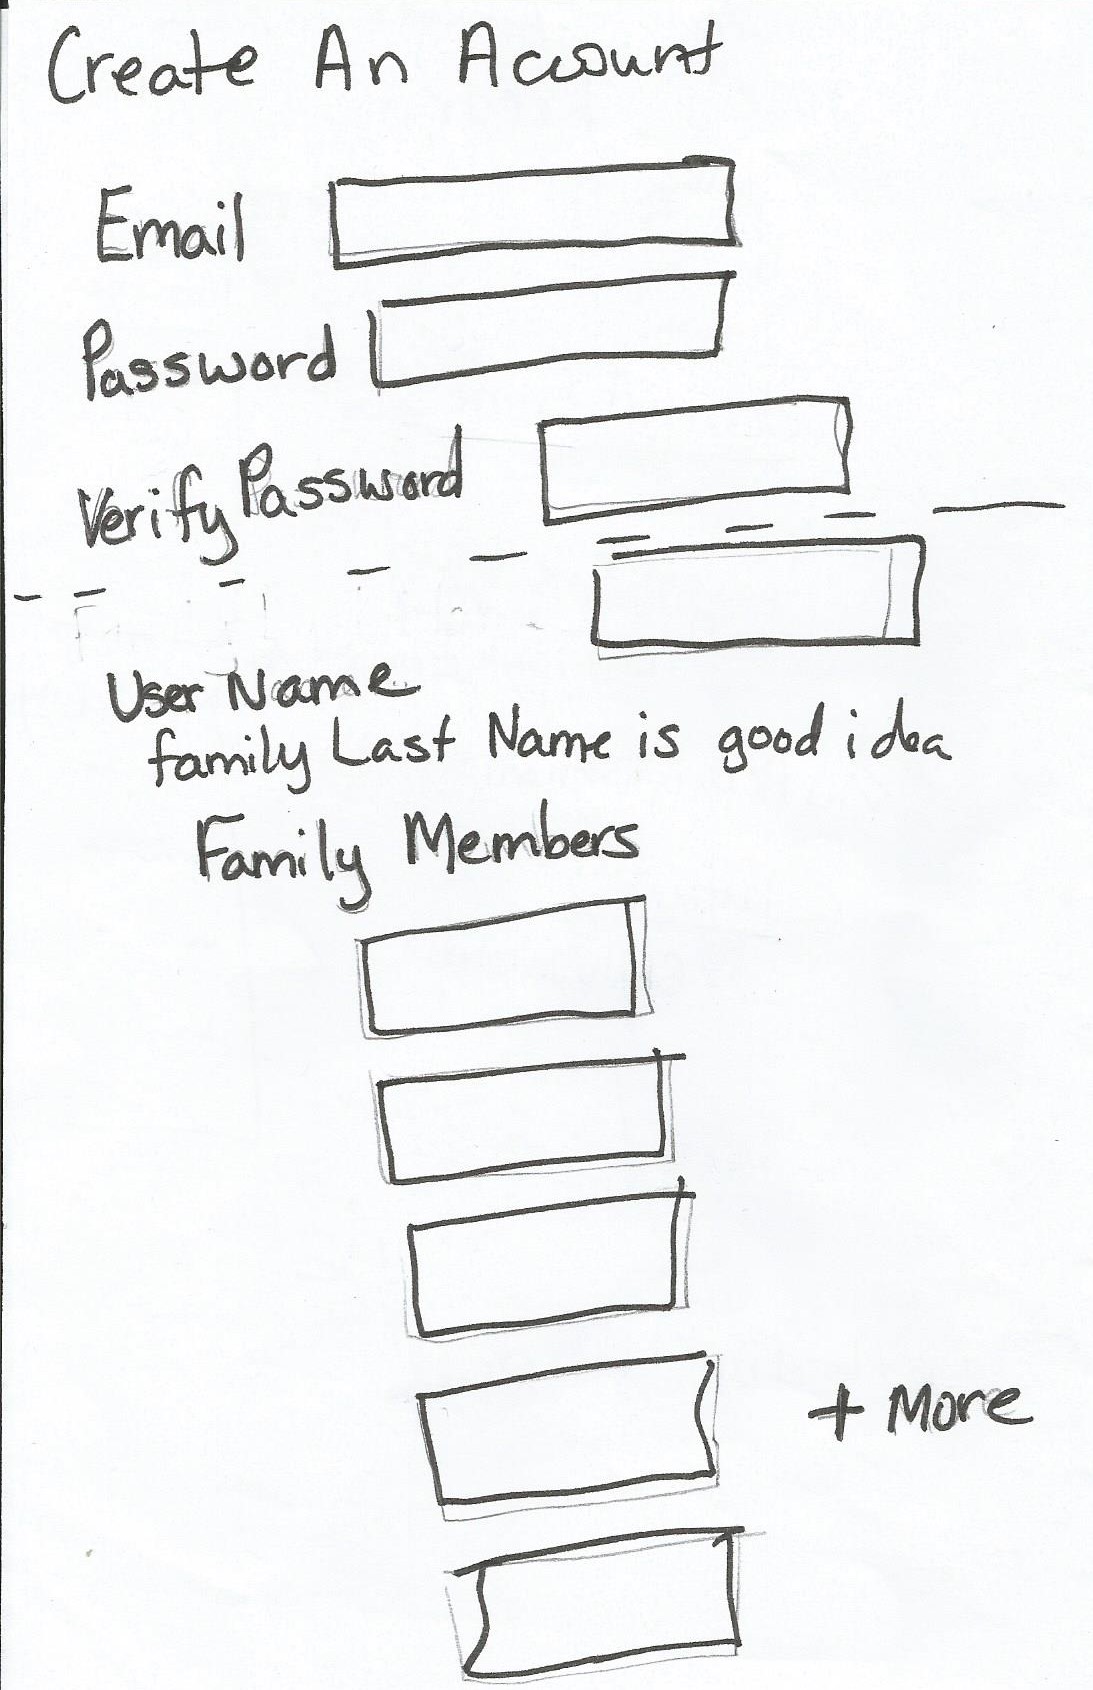 Create An Account
Email
Password
Verify Password
User Name
family Last Name is good idea
Family Members
+ More